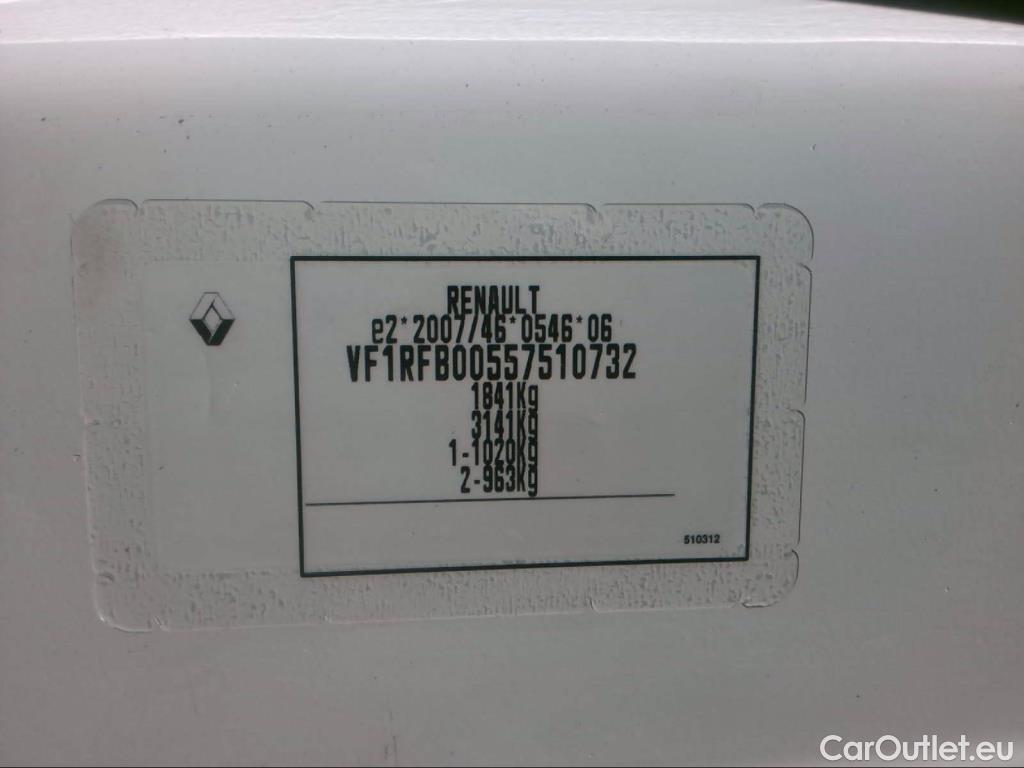 RENAULT
e2*2007/46*0546*06
VF1RFB00557510732
1841Kg
3141Kg
1-1020Kg
2-963Kg
510312
CarOutlet.eu